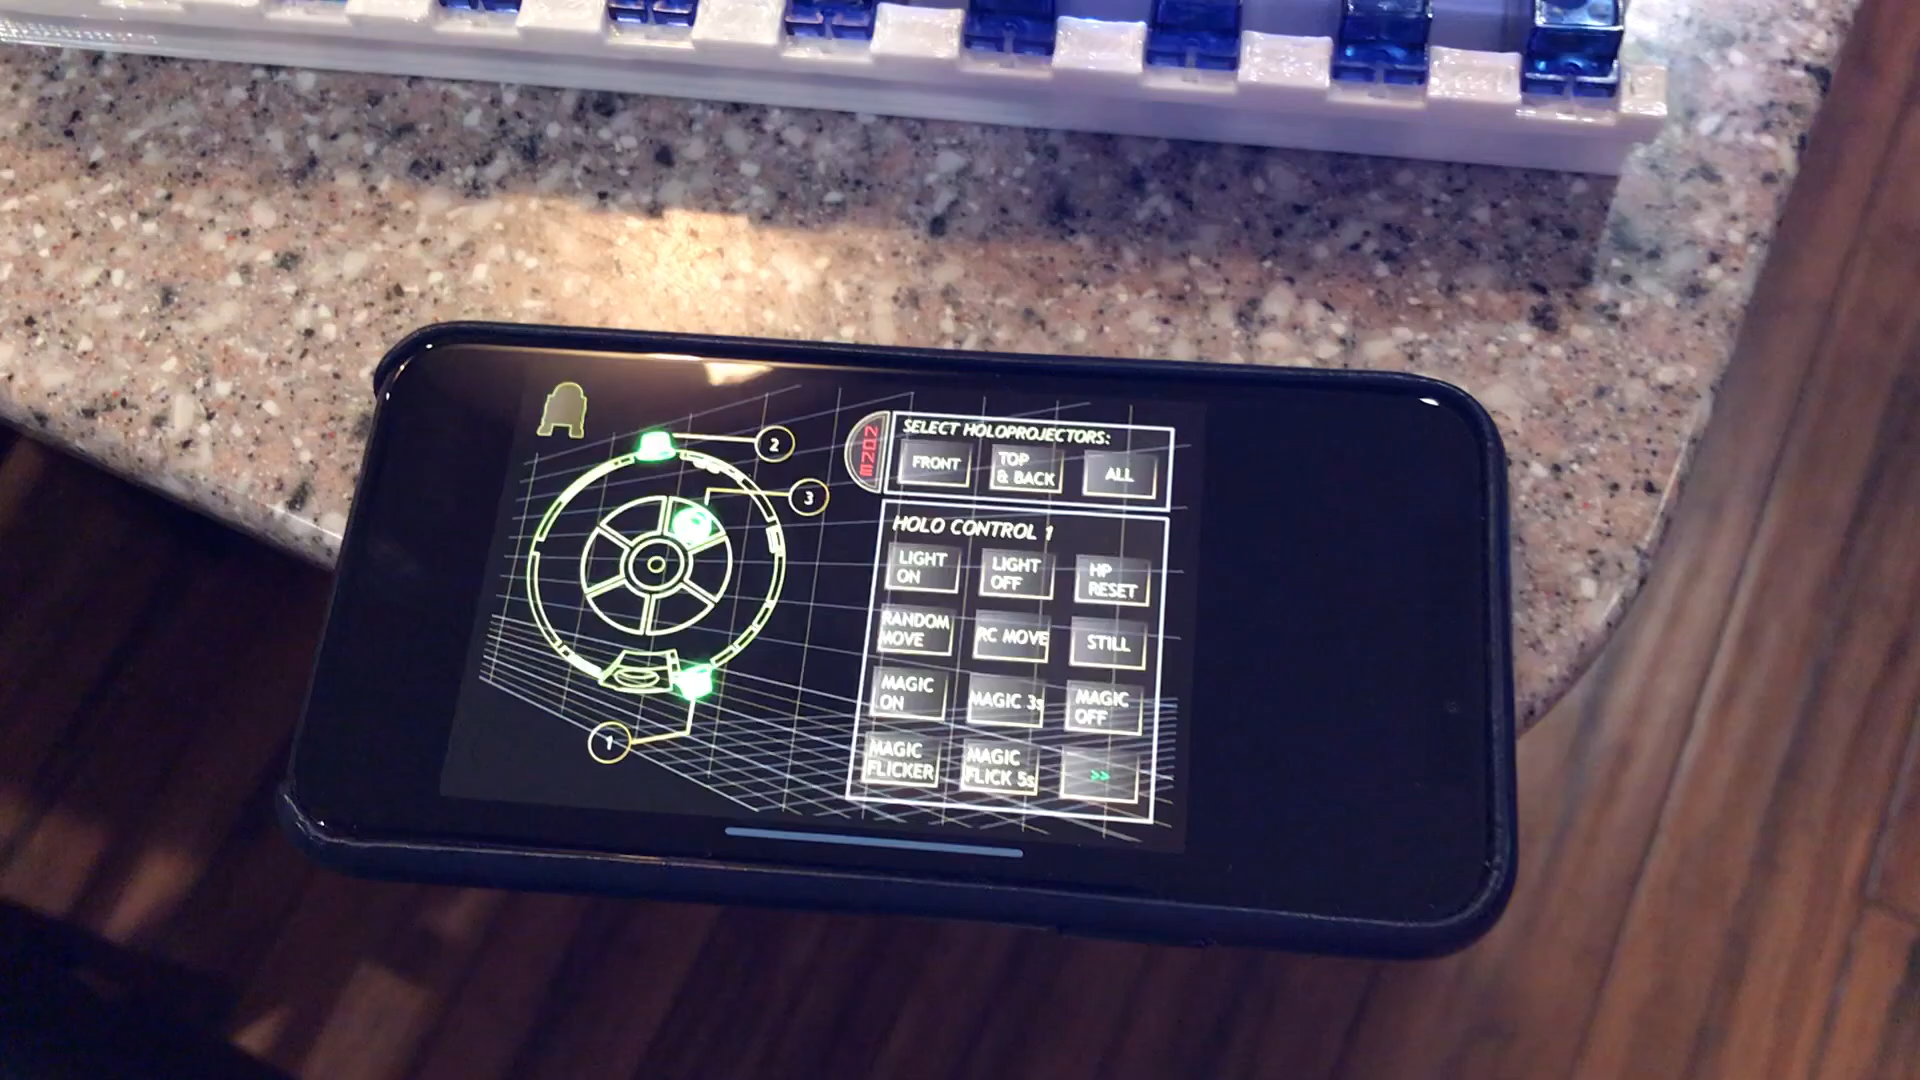 2
3
1
NONE
SELECT HOLOPROJECTORS:
FRONT
TOP
& BACK
ALL
HOLO CONTROL 1
LIGHT
ON
LIGHT
OFF
HP
RESET
RANDOM
MOVE
RC MOVE
STILL
MAGIC
ON
MAGIC 3s
MAGIC
OFF
MAGIC
FLICKER
MAGIC
FLICK 5s
>>